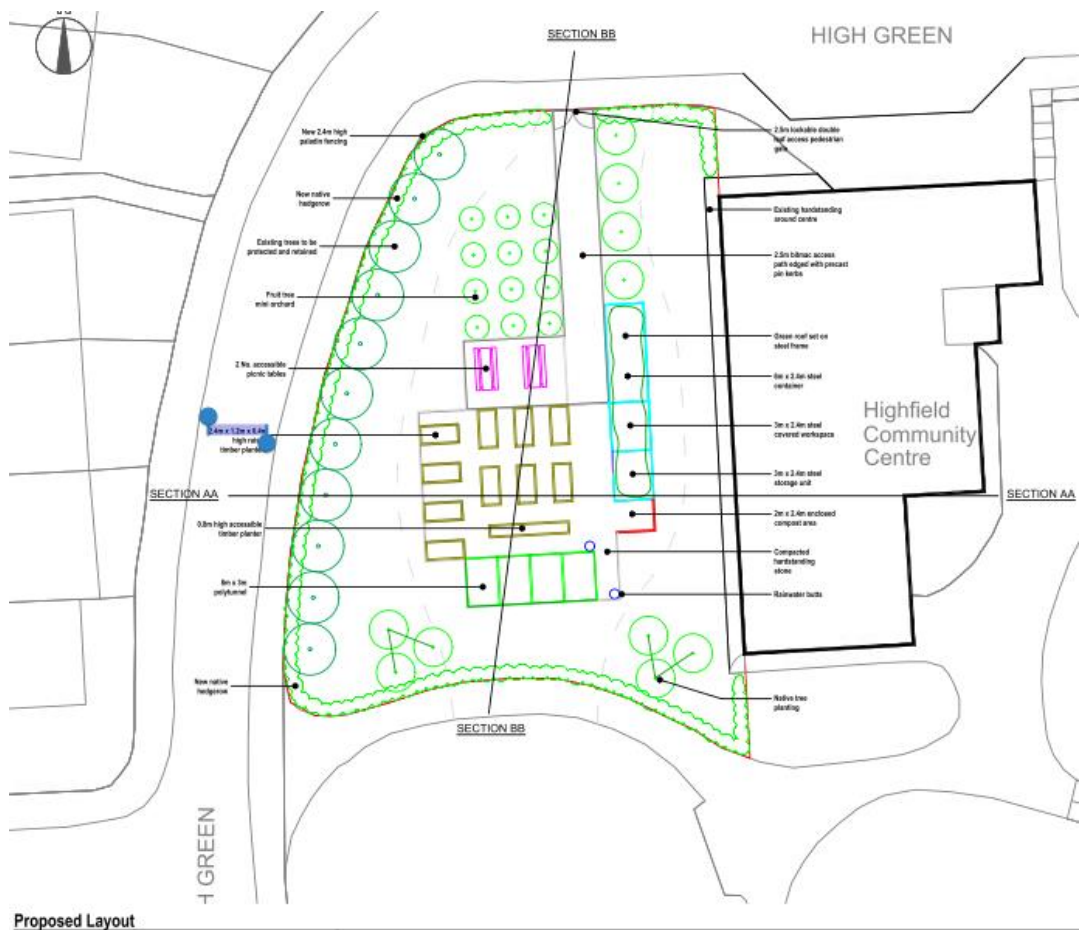 SECTION BB
HIGH GREEN
New 2.4m high
paladin fencing
2.5m lockable double
leaf access pedestrian
gate
New native
hedgerow
Existing hardstanding
around centre
Existing trees to be
protected and retained
2.5m bitmac access
path edged with precast
pin kerbs
Fruit tree
mini orchard
Green roof set on
steel frame
2 No. accessible
picnic tables
6m x 2.4m steel
container
Highfield
Community
Centre
2.4m x 1.2m x 0.4m
high
timber planter
3m x 2.4m steel
covered workspace
3m x 2.4m steel
storage unit
SECTION AA
SECTION AA
2m x 2.4m enclosed
compost area
0.8m high accessible
timber planter
Compacted
hardstanding
stone
8m x 3m
polytunnel
Rainwater butts
New native
hedgerow
Native tree
planting
SECTION BB
H GREEN
Proposed Layout